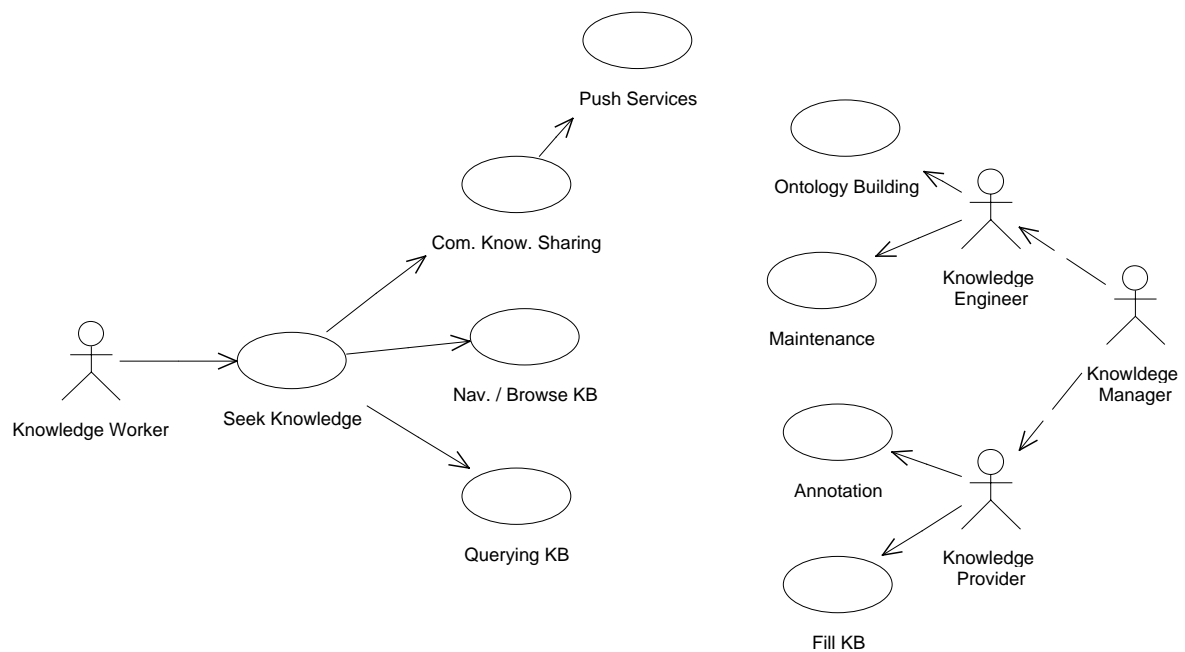 Push Services
Ontology Building
Com. Know. Sharing
Knowledge
Engineer
Maintenance
Knowldege
Manager
Nav. / Browse KB
Seek Knowledge
Knowledge Worker
Annotation
Querying KB
Knowledge
Provider
Fill KB